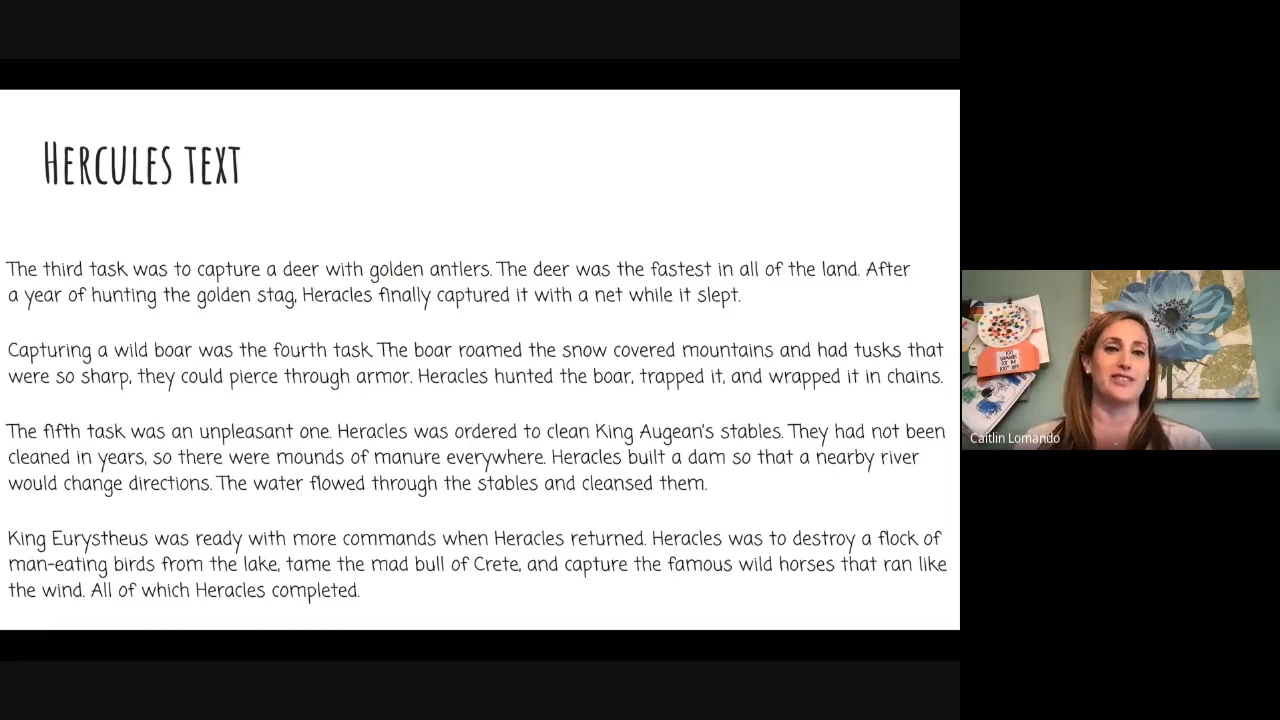 HERCULES TEXT
The third task was to capture a deer with golden antlers. The deer was the fastest in all of the land. After
a year of hunting the golden stag, Heracles finally captured it with a net while it slept.
Capturing a wild boar was the fourth task. The boar roamed the snow covered mountains and had tusks that
were so sharp, they could pierce through armor. Heracles hunted the boar, trapped it, and wrapped it in chains.
The fifth task was an unpleasant one. Heracles was ordered to clean King Augean's stables. They had not been
cleaned in years, so there were mounds of manure everywhere. Heracles built a dam so that a nearby river
would change directions. The water flowed through the stables and cleansed them.
King Eurystheus was ready with more commands when Heracles returned. Heracles was to destroy a flock of
man-eating birds from the lake, tame the mad bull of Crete, and capture the famous wild horses that ran like
the wind. All of which Heracles completed.
Caitlin Lomando